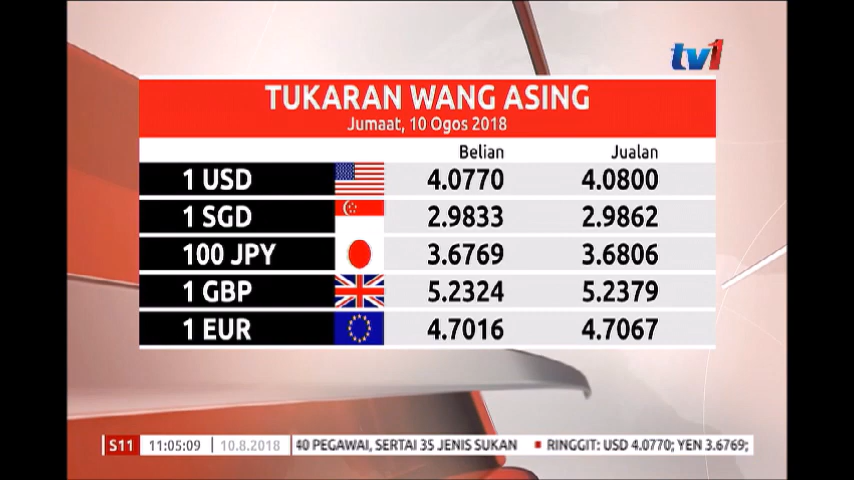 tv1
TUKARAN WANG ASING
Jumaat, 10 Ogos 2018
Belian Jualan
1 USD 4.0770 4.0800
1 SGD 2.9833 2.9862
100 JPY 3.6769 3.6806
1 GBP 5.2324 5.2379
1 EUR 4.7016 4.7067
S11 11:05:09 10.8.2018 40 PEGAWAI, SERTAI 35 JENIS SUKAN ■ RINGGIT: USD 4.0770; YEN 3.6769;